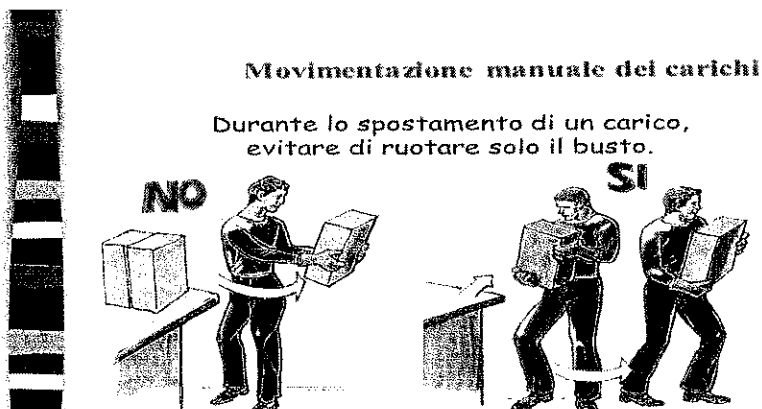 Movimentazione manuale dei carichi
Durante lo spostamento di un carico,
evitare di ruotare solo il busto.
NO
SI